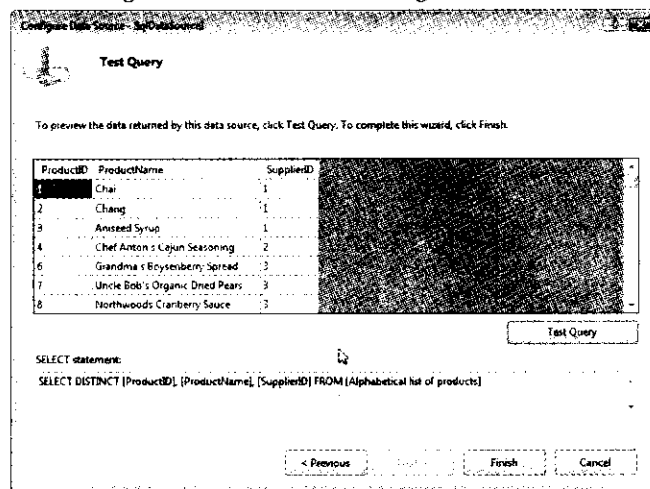 Configure Data Source - SqlDataSource1
Test Query
To preview the data returned by this data source, click Test Query. To complete this wizard, click Finish.
ProductID ProductName SupplierID
1 Chai 1
2 Chang 1
3 Aniseed Syrup 1
4 Chef Anton's Cajun Seasoning 2
6 Grandma's Boysenberry Spread 3
7 Uncle Bob's Organic Dried Pears 3
8 Northwoods Cranberry Sauce 3
Test Query
SELECT statement:
SELECT DISTINCT [ProductID], [ProductName], [SupplierID] FROM [Alphabetical list of products]
< Previous
Finish
Cancel